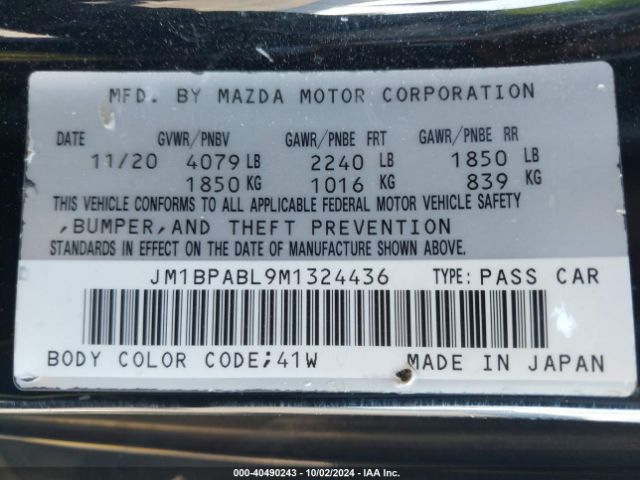 MFD. BY MAZDA MOTOR CORPORATION
DATE GVWR/PNBV GAWR/PNBE FRT GAWR/PNBE RR
11/20 4079 LB 2240 LB 1850 LB
1850 KG 1016 KG 839 KG
THIS VEHICLE CONFORMS TO ALL APPLICABLE FEDERAL MOTOR VEHICLE SAFETY
,BUMPER,AND THEFT PREVENTION
STANDARDS IN EFFECT ON THE DATE OF MANUFACTURE SHOWN ABOVE.
JM1BPABL9M1324436 TYPE: PASS CAR
BODY COLOR CODE;41W MADE IN JAPAN
000-40490243 - 10/02/2024 - IAA Inc.